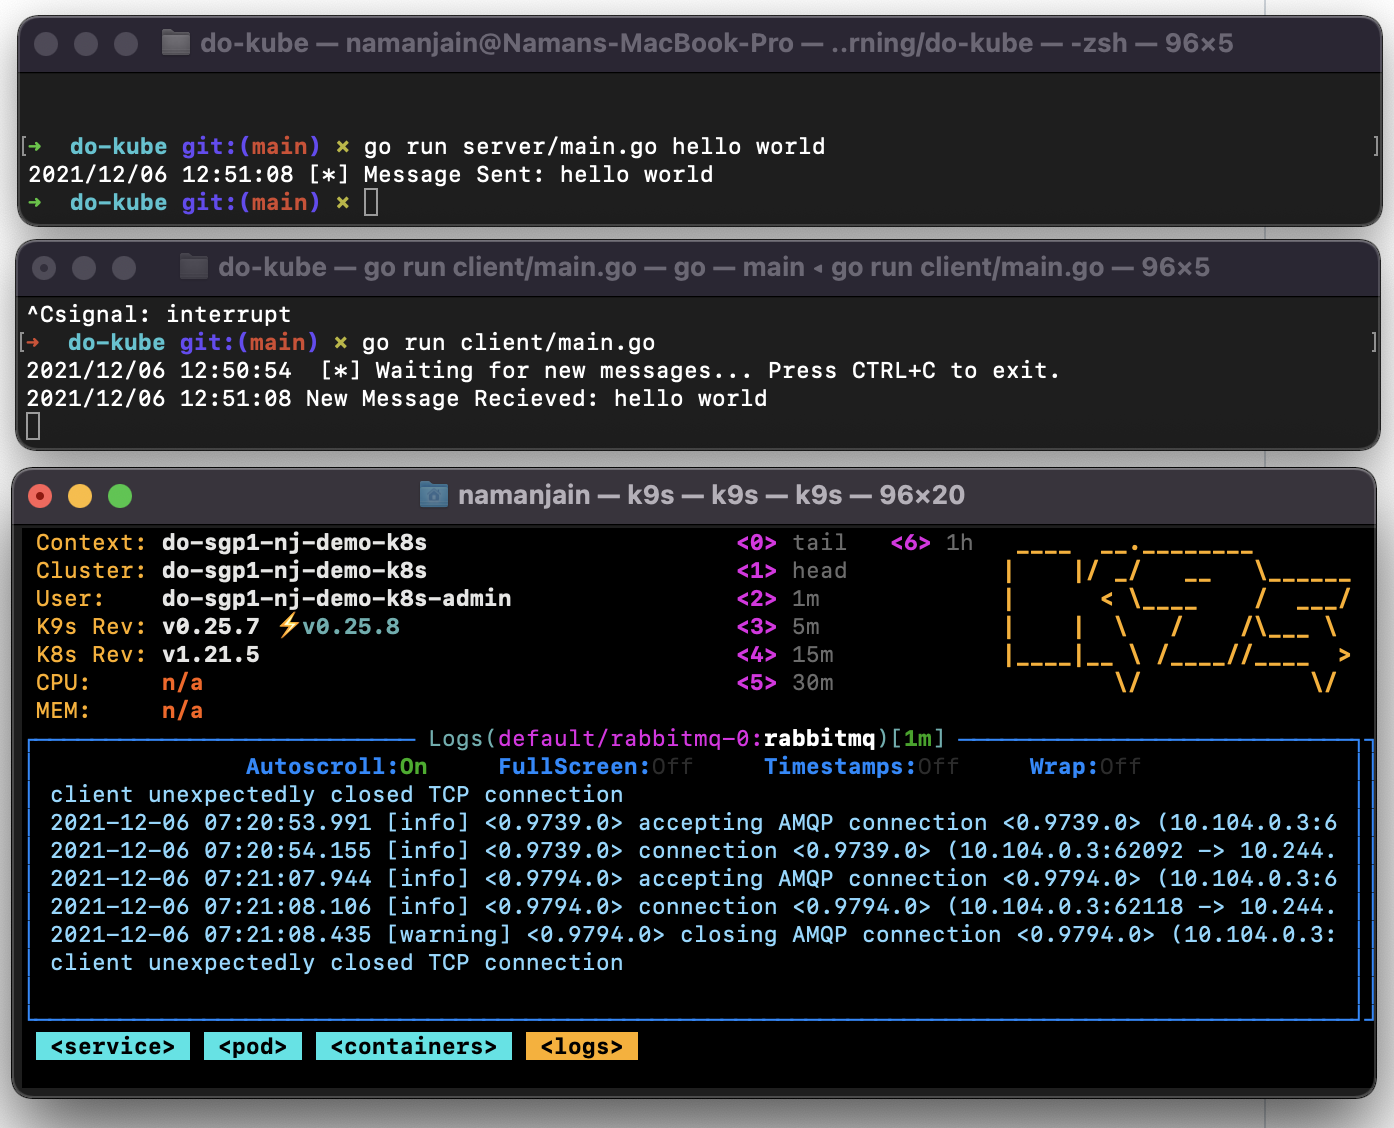 do-kube — namanjain@Namans-MacBook-Pro — ..rning/do-kube — -zsh — 96×5
[➜  do-kube git:(main) ✗ go run server/main.go hello world ]
2021/12/06 12:51:08 [*] Message Sent: hello world
➜  do-kube git:(main) ✗
do-kube — go run client/main.go — go — main ◂ go run client/main.go — 96×5
^Csignal: interrupt
[➜  do-kube git:(main) ✗ go run client/main.go ]
2021/12/06 12:50:54  [*] Waiting for new messages... Press CTRL+C to exit.
2021/12/06 12:51:08 New Message Recieved: hello world
namanjain — k9s — k9s — k9s — 96×20
Context: do-sgp1-nj-demo-k8s <0> tail <6> 1h
Cluster: do-sgp1-nj-demo-k8s <1> head
User: do-sgp1-nj-demo-k8s-admin <2> 1m
K9s Rev: v0.25.7 ⚡v0.25.8 <3> 5m
K8s Rev: v1.21.5 <4> 15m
CPU: n/a <5> 30m
MEM: n/a
K9s
Logs(default/rabbitmq-0:rabbitmq)[1m]
Autoscroll:On FullScreen:Off Timestamps:Off Wrap:Off
client unexpectedly closed TCP connection
2021-12-06 07:20:53.991 [info] <0.9739.0> accepting AMQP connection <0.9739.0> (10.104.0.3:6
2021-12-06 07:20:54.155 [info] <0.9739.0> connection <0.9739.0> (10.104.0.3:62092 -> 10.244.
2021-12-06 07:21:07.944 [info] <0.9794.0> accepting AMQP connection <0.9794.0> (10.104.0.3:6
2021-12-06 07:21:08.106 [info] <0.9794.0> connection <0.9794.0> (10.104.0.3:62118 -> 10.244.
2021-12-06 07:21:08.435 [warning] <0.9794.0> closing AMQP connection <0.9794.0> (10.104.0.3:
client unexpectedly closed TCP connection
<service> <pod> <containers> <logs>